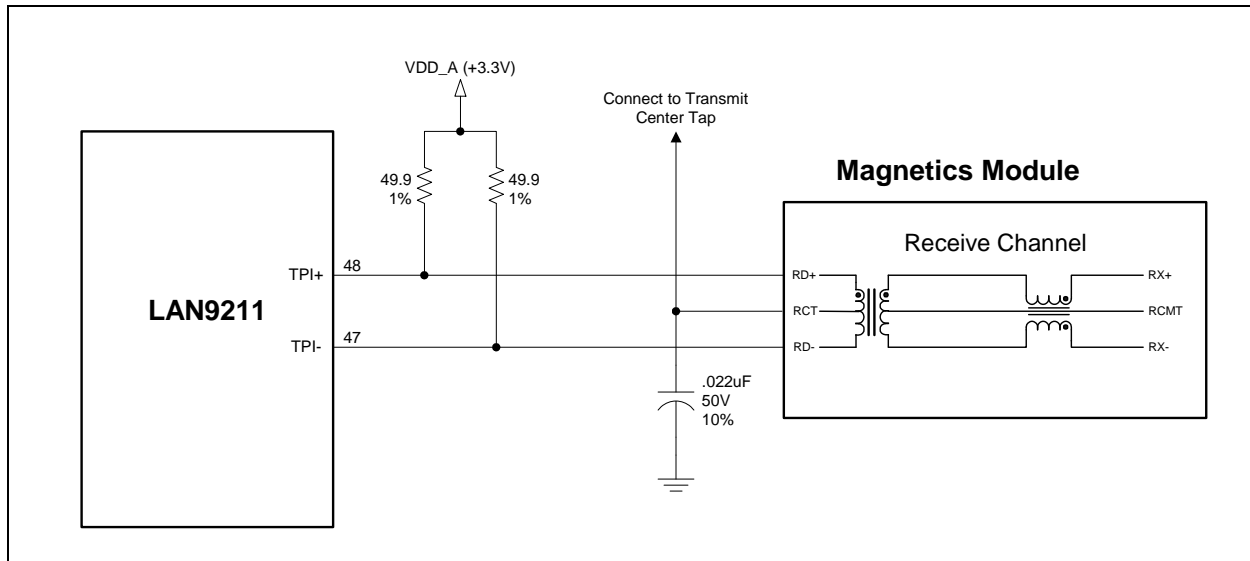 VDD_A (+3.3V)
Connect to Transmit
Center Tap
49.9
1%
49.9
1%
Magnetics Module
Receive Channel
TPI+
48
RD+
RX+
LAN9211
RCT
RCMT
TPI-
47
RD-
RX-
.022uF
50V
10%